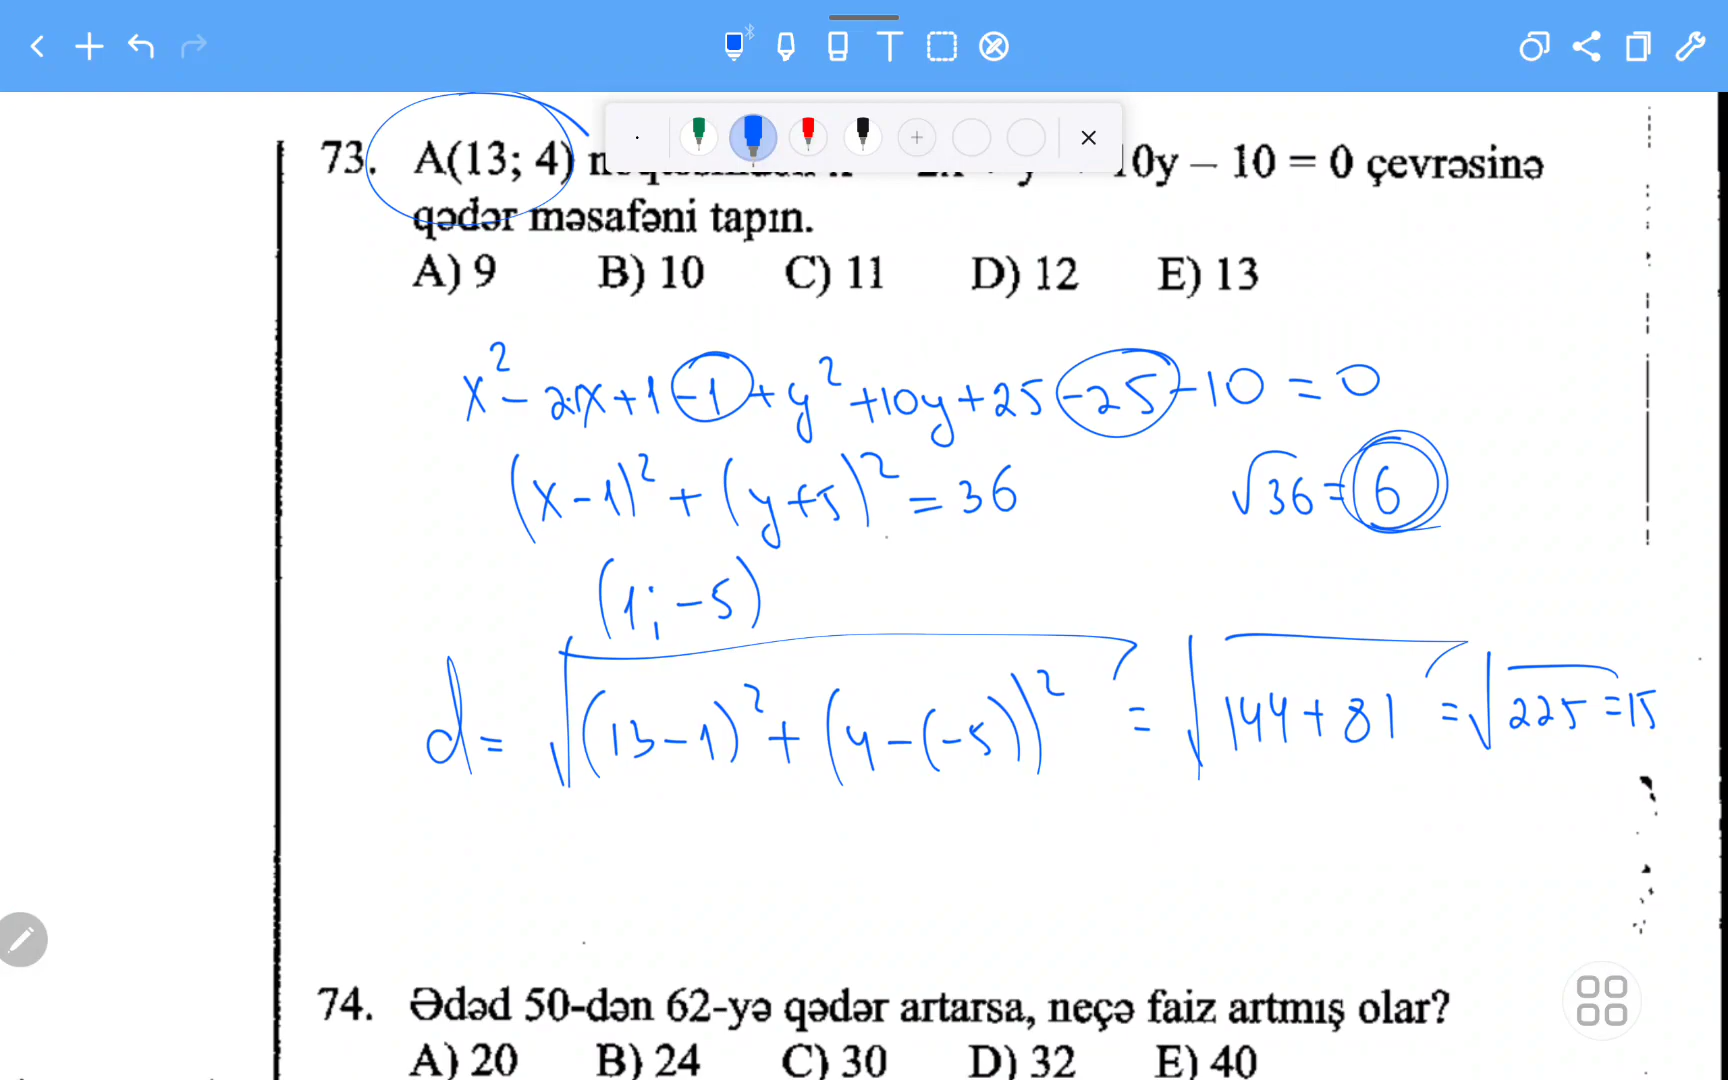 73. A(13; 4) 10y – 10 = 0 çevrəsinə
qədər məsafəni tapın.
A) 9 B) 10 C) 11 D) 12 E) 13
x² - 2x + 1 - 1 + y² + 10y + 25 - 25 - 10 = 0
(x - 1)² + (y + 5)² = 36 √36 = 6
(1; -5)
d = √(13 - 1)² + (4 - (-5))² = √144 + 81 = √225 = 15
74. Ədəd 50-dən 62-yə qədər artarsa, neçə faiz artmış olar?
A) 20 B) 24 C) 30 D) 32 E) 40